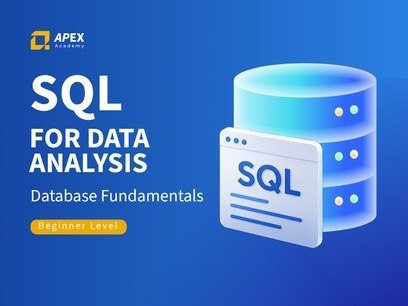 APEX
Academy
SQL
FOR DATA
ANALYSIS
Database Fundamentals
Beginner Level
SQL